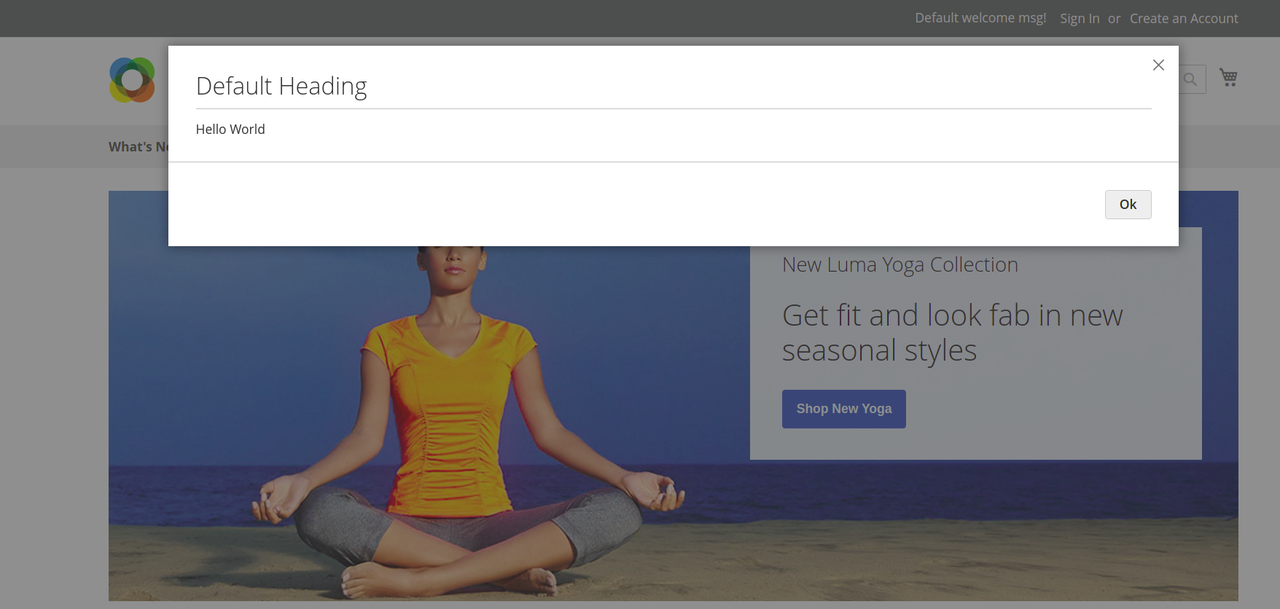 Default welcome msg! Sign In or Create an Account
Default Heading
Hello World
What's Ne
Ok
New Luma Yoga Collection
Get fit and look fab in new
seasonal styles
Shop New Yoga